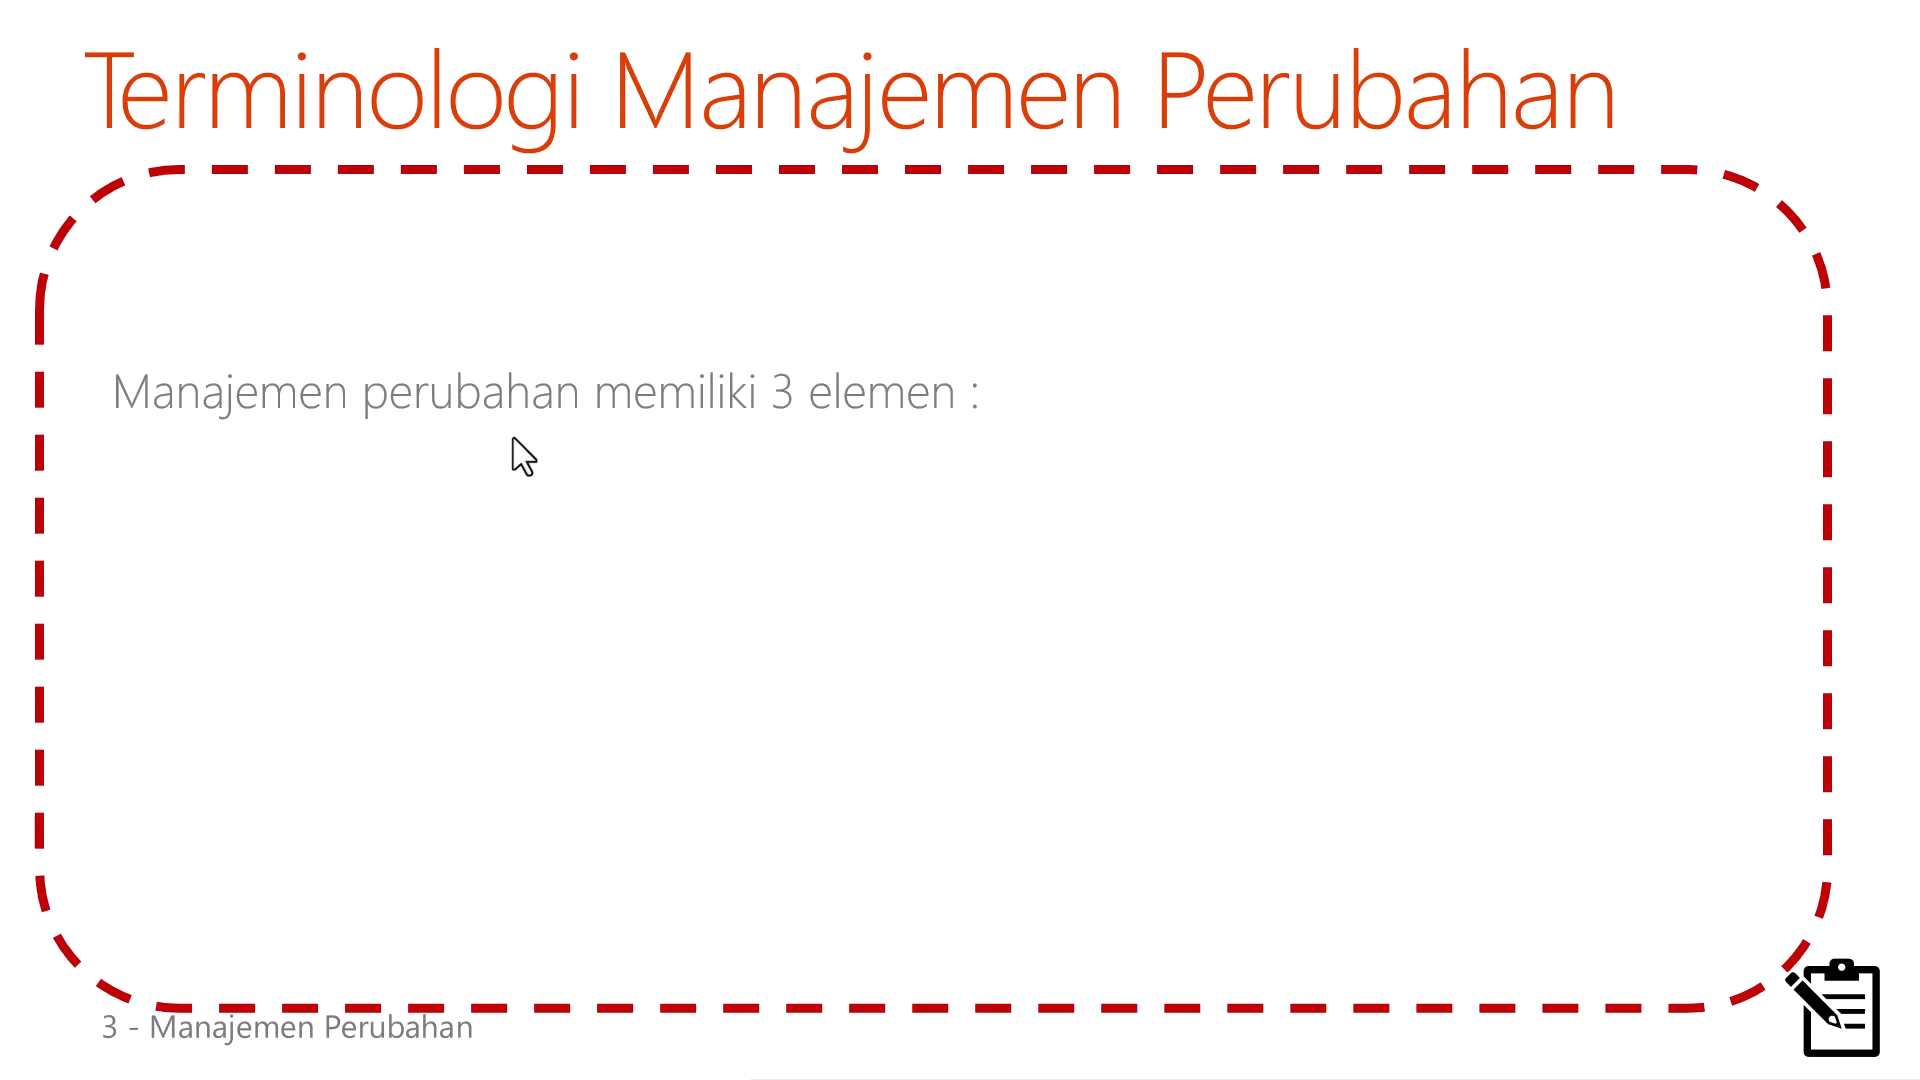 Terminologi Manajemen Perubahan
Manajemen perubahan memiliki 3 elemen :
3 - Manajemen Perubahan